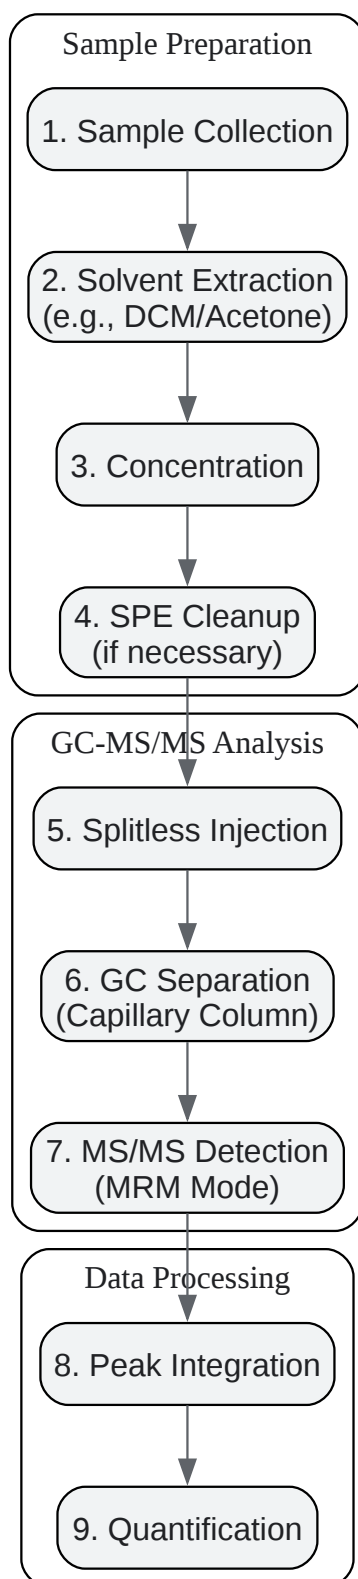 Sample Preparation
1. Sample Collection
2. Solvent Extraction
(e.g., DCM/Acetone)
3. Concentration
4. SPE Cleanup
(if necessary)
GC-MS/MS Analysis
5. Splitless Injection
6. GC Separation
(Capillary Column)
7. MS/MS Detection
(MRM Mode)
Data Processing
8. Peak Integration
9. Quantification